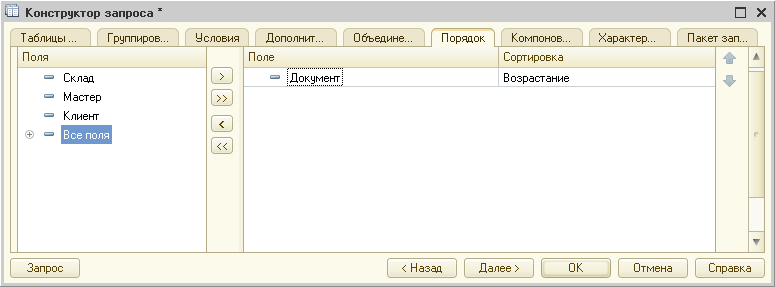 Конструктор запроса *
Таблицы ... Группиров... Условия Дополнит... Объедине... Порядок Компонов... Характер... Пакет зап...
Поля Поле Сортировка
Склад Документ Возрастание
Мастер
Клиент
Все поля
> >> < <<
Запрос < Назад Далее > OK Отмена Справка